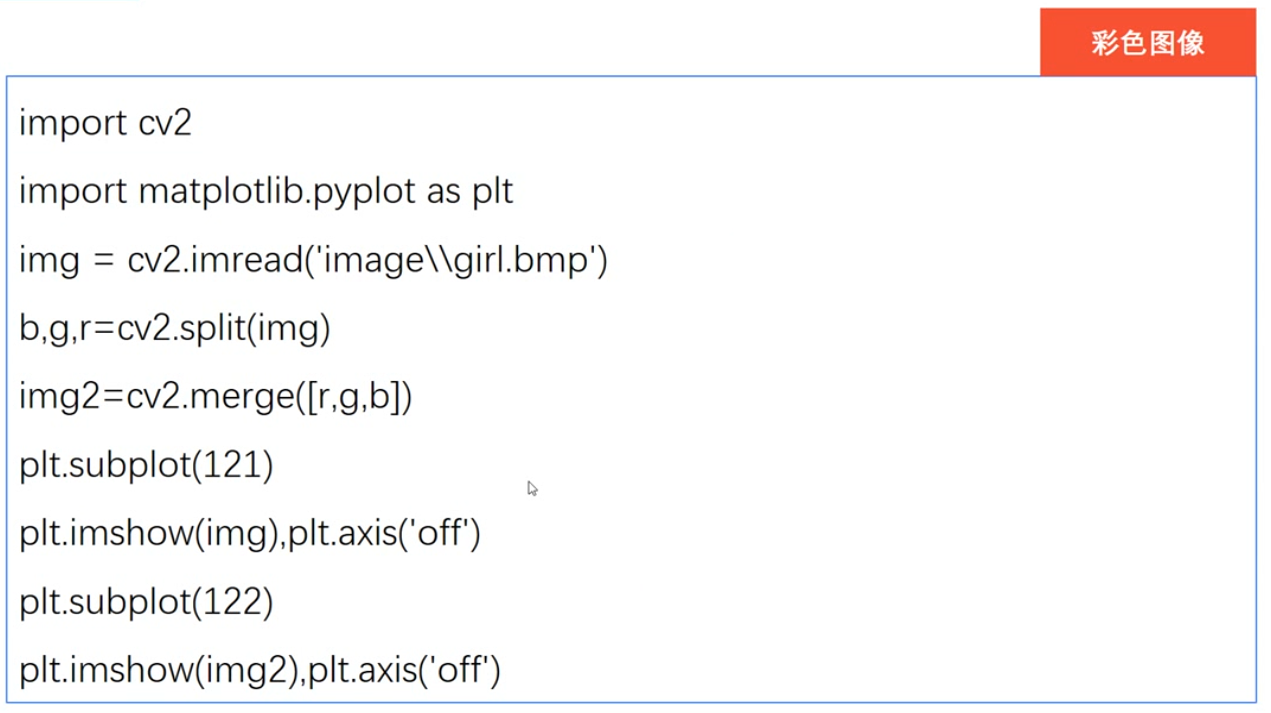 彩色图像
import cv2
import matplotlib.pyplot as plt
img = cv2.imread('image\\girl.bmp')
b,g,r=cv2.split(img)
img2=cv2.merge([r,g,b])
plt.subplot(121)
plt.imshow(img),plt.axis('off')
plt.subplot(122)
plt.imshow(img2),plt.axis('off')